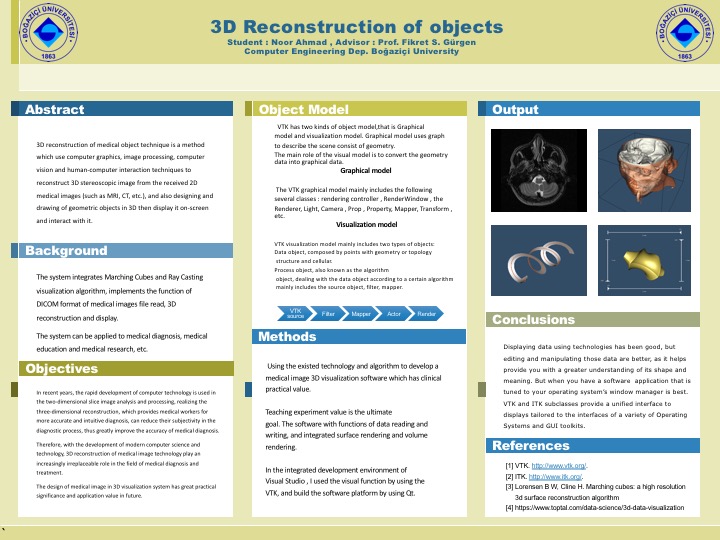 3D Reconstruction of objects
Student : Noor Ahmad , Advisor : Prof. Fikret S. Gürgen
Computer Engineering Dep. Boğaziçi University
BOĞAZİÇİ ÜNİVERSİTESİ
1863
BOĞAZİÇİ ÜNİVERSİTESİ
1863
Abstract
3D reconstruction of medical object technique is a method
which use computer graphics, image processing, computer
vision and human-computer interaction techniques to
reconstruct 3D stereoscopic image from the received 2D
medical images (such as MRI, CT, etc.), and also designing and
drawing of geometric objects in 3D then display it on-screen
and interact with it.
Background
The system integrates Marching Cubes and Ray Casting
visualization algorithm, implements the function of
DICOM format of medical images file read, 3D
reconstruction and display.
The system can be applied to medical diagnosis, medical
education and medical research, etc.
Objectives
In recent years, the rapid development of computer technology is used in
the two-dimensional slice image analysis and processing, realizing the
three-dimensional reconstruction, which provides medical workers for
more accurate and intuitive diagnosis, can reduce their subjectivity in the
diagnostic process, thus greatly improve the accuracy of medical diagnosis.
Therefore, with the development of modern computer science and
technology, 3D reconstruction of medical image technology play an
increasingly irreplaceable role in the field of medical diagnosis and
treatment.
The design of medical image in 3D visualization system has great practical
significance and application value in future.
Object Model
VTK has two kinds of object model,that is Graphical
model and visualization model. Graphical model uses graph
to describe the scene consist of geometry.
The main role of the visual model is to convert the geometry
data into graphical data.
Graphical model
The VTK graphical model mainly includes the following
several classes : rendering controller , RenderWindow , the
Renderer, Light, Camera , Prop , Property, Mapper, Transform ,
etc.
Visualization model
VTK visualization model mainly includes two types of objects:
Data object, composed by points with geometry or topology
structure and cellular.
Process object, also known as the algorithm
object, dealing with the data object according to a certain algorithm
mainly includes the source object, filter, mapper.
VTK
source
Filter
Mapper
Actor
Render
Methods
Using the existed technology and algorithm to develop a
medical image 3D visualization software which has clinical
practical value.
Teaching experiment value is the ultimate
goal. The software with functions of data reading and
writing, and integrated surface rendering and volume
rendering.
In the integrated development environment of
Visual Studio , I used the visual function by using the
VTK, and build the software platform by using Qt.
Output
Conclusions
Displaying data using technologies has been good, but
editing and manipulating those data are better, as it helps
provide you with a greater understanding of its shape and
meaning. But when you have a software application that is
tuned to your operating system's window manager is best.
VTK and ITK subclasses provide a unified interface to
displays tailored to the interfaces of a variety of Operating
Systems and GUI toolkits.
References
[1] VTK. http://www.vtk.org/.
[2] ITK. http://www.itk.org/.
[3] Lorensen B W, Cline H. Marching cubes: a high resolution
3d surface reconstruction algorithm
[4] https://www.toptal.com/data-science/3d-data-visualization
`